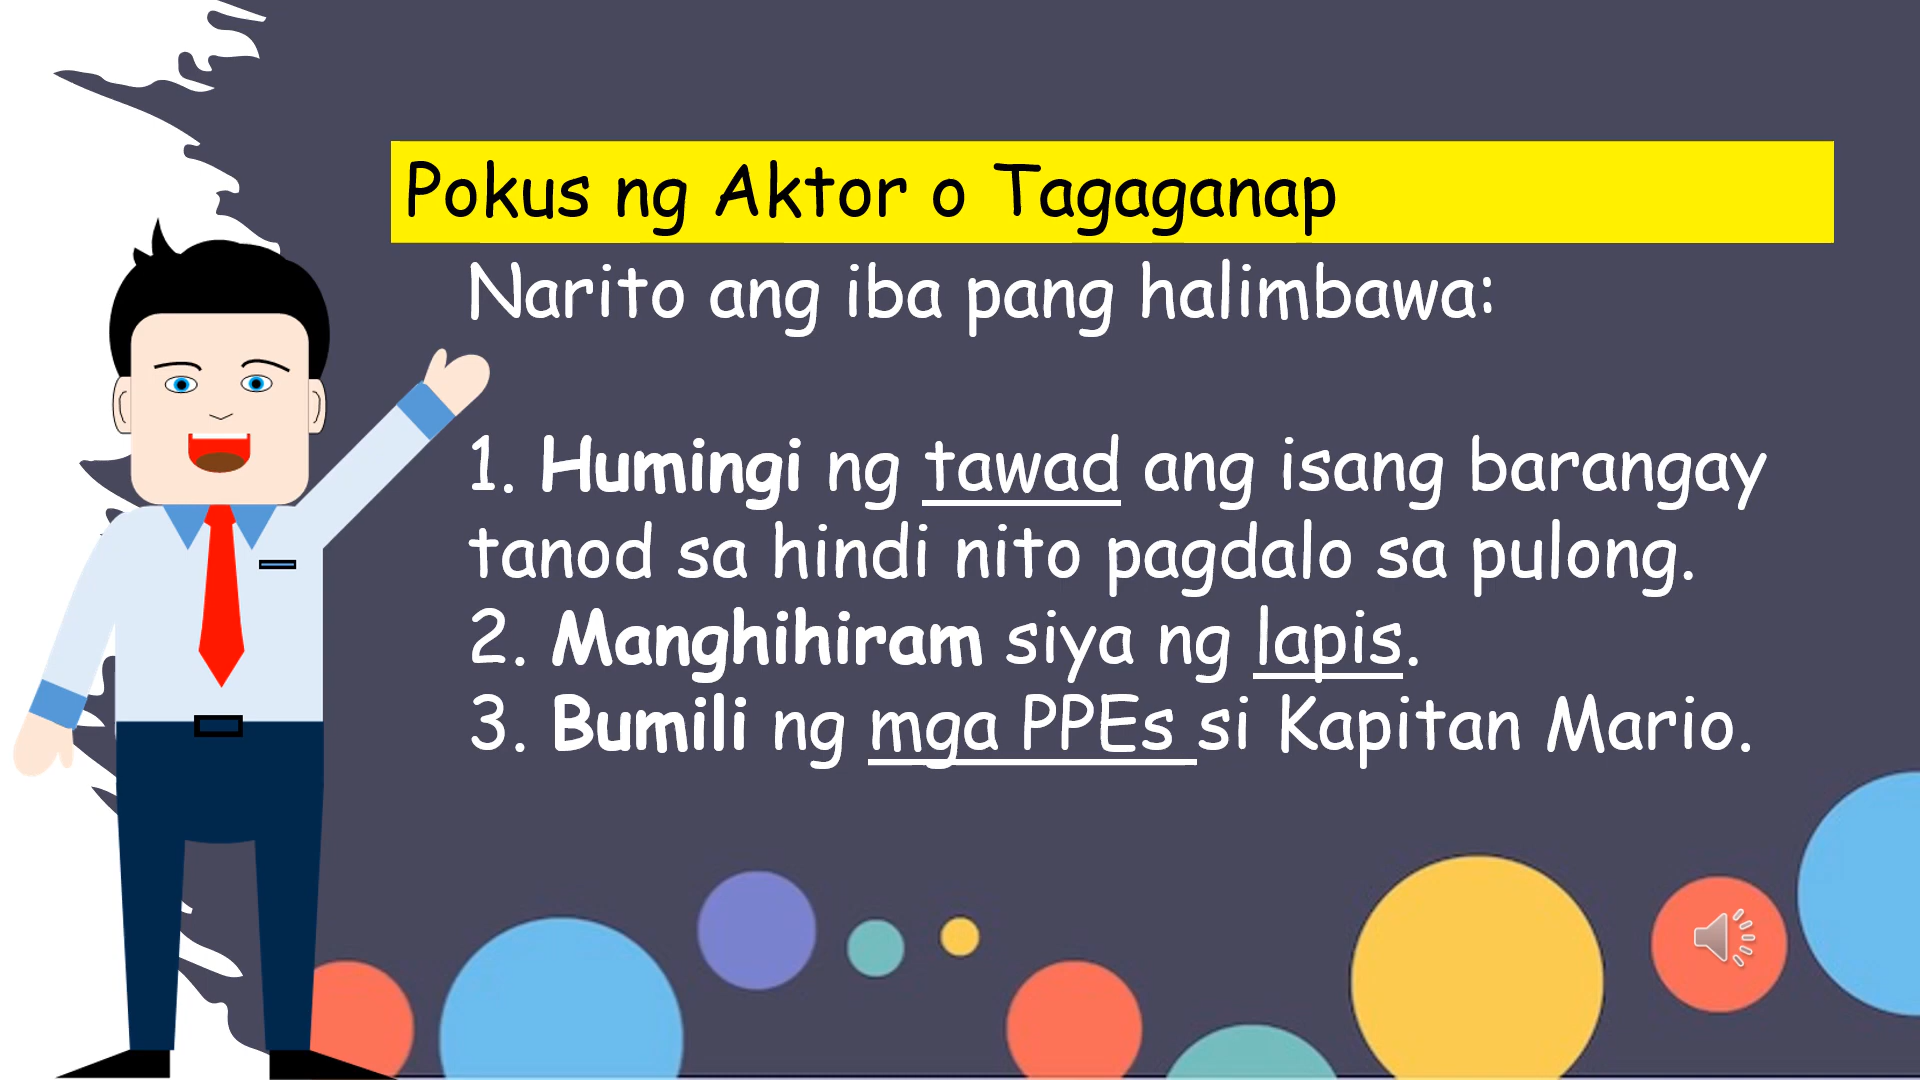 Pokus ng Aktor o Tagaganap
Narito ang iba pang halimbawa:
1. Humingi ng tawad ang isang barangay
tanod sa hindi nito pagdalo sa pulong.
2. Manghihiram siya ng lapis.
3. Bumili ng mga PPEs si Kapitan Mario.